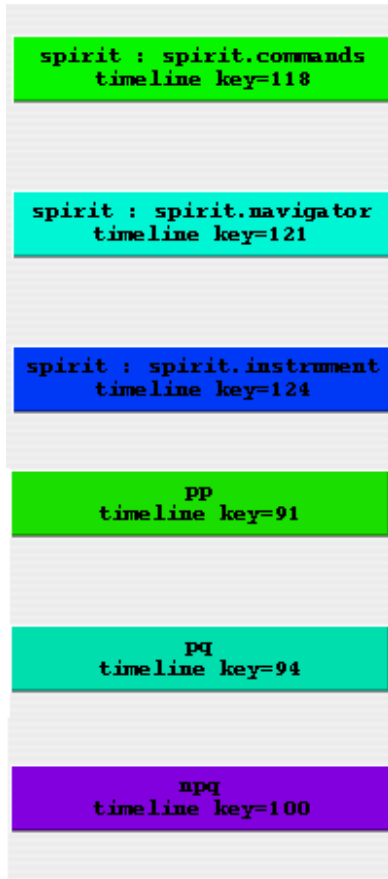 spirit : spirit.commands
timeline key=118
spirit : spirit.navigator
timeline key=121
spirit : spirit.instrument
timeline key=124
pp
timeline key=91
pq
timeline key=94
npq
timeline key=100